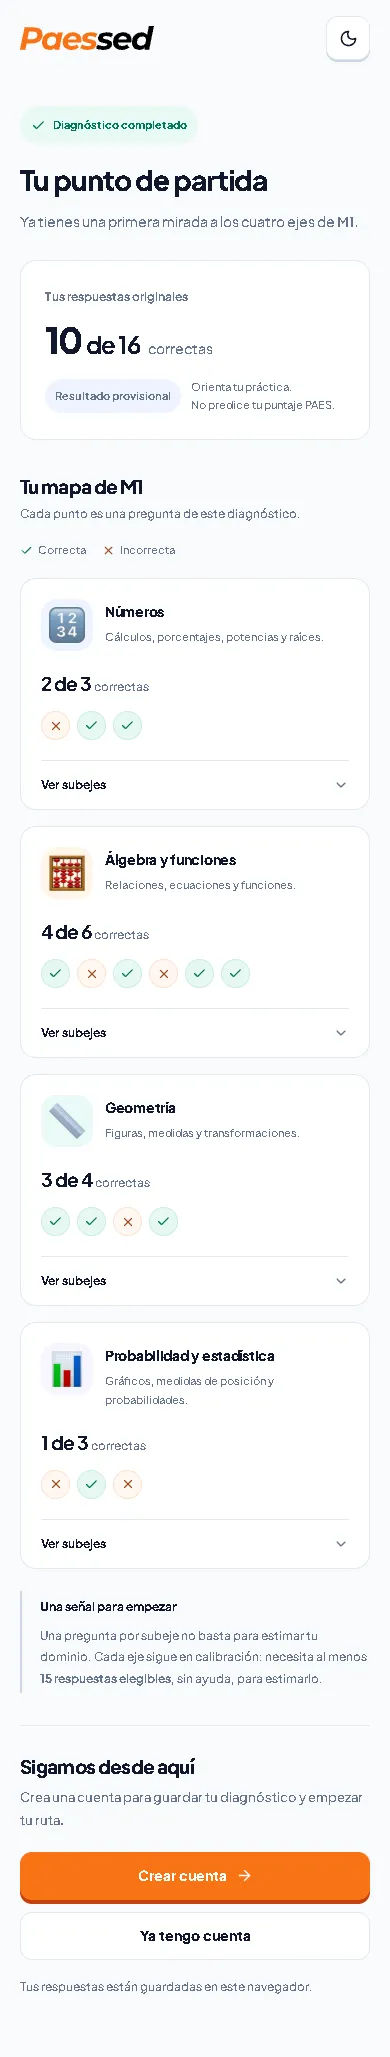 Paessed
Diagnóstico completado
Tu punto de partida
Ya tienes una primera mirada a los cuatro ejes de M1.
Tus respuestas originales
10 de 16 correctas
Resultado provisional
Orienta tu práctica.
No predice tu puntaje PAES.
Tu mapa de M1
Cada punto es una pregunta de este diagnóstico.
Correcta Incorrecta
1234
Números
Cálculos, porcentajes, potencias y raíces.
2 de 3 correctas
Ver subejes
Álgebra y funciones
Relaciones, ecuaciones y funciones.
4 de 6 correctas
Ver subejes
Geometría
Figuras, medidas y transformaciones.
3 de 4 correctas
Ver subejes
Probabilidad y estadística
Gráficos, medidas de posición y
probabilidades.
1 de 3 correctas
Ver subejes
Una señal para empezar
Una pregunta por subeje no basta para estimar tu
dominio. Cada eje sigue en calibración: necesita al menos
15 respuestas elegibles, sin ayuda, para estimarlo.
Sigamos desde aquí
Crea una cuenta para guardar tu diagnóstico y empezar
tu ruta.
Crear cuenta
Ya tengo cuenta
Tus respuestas están guardadas en este navegador.